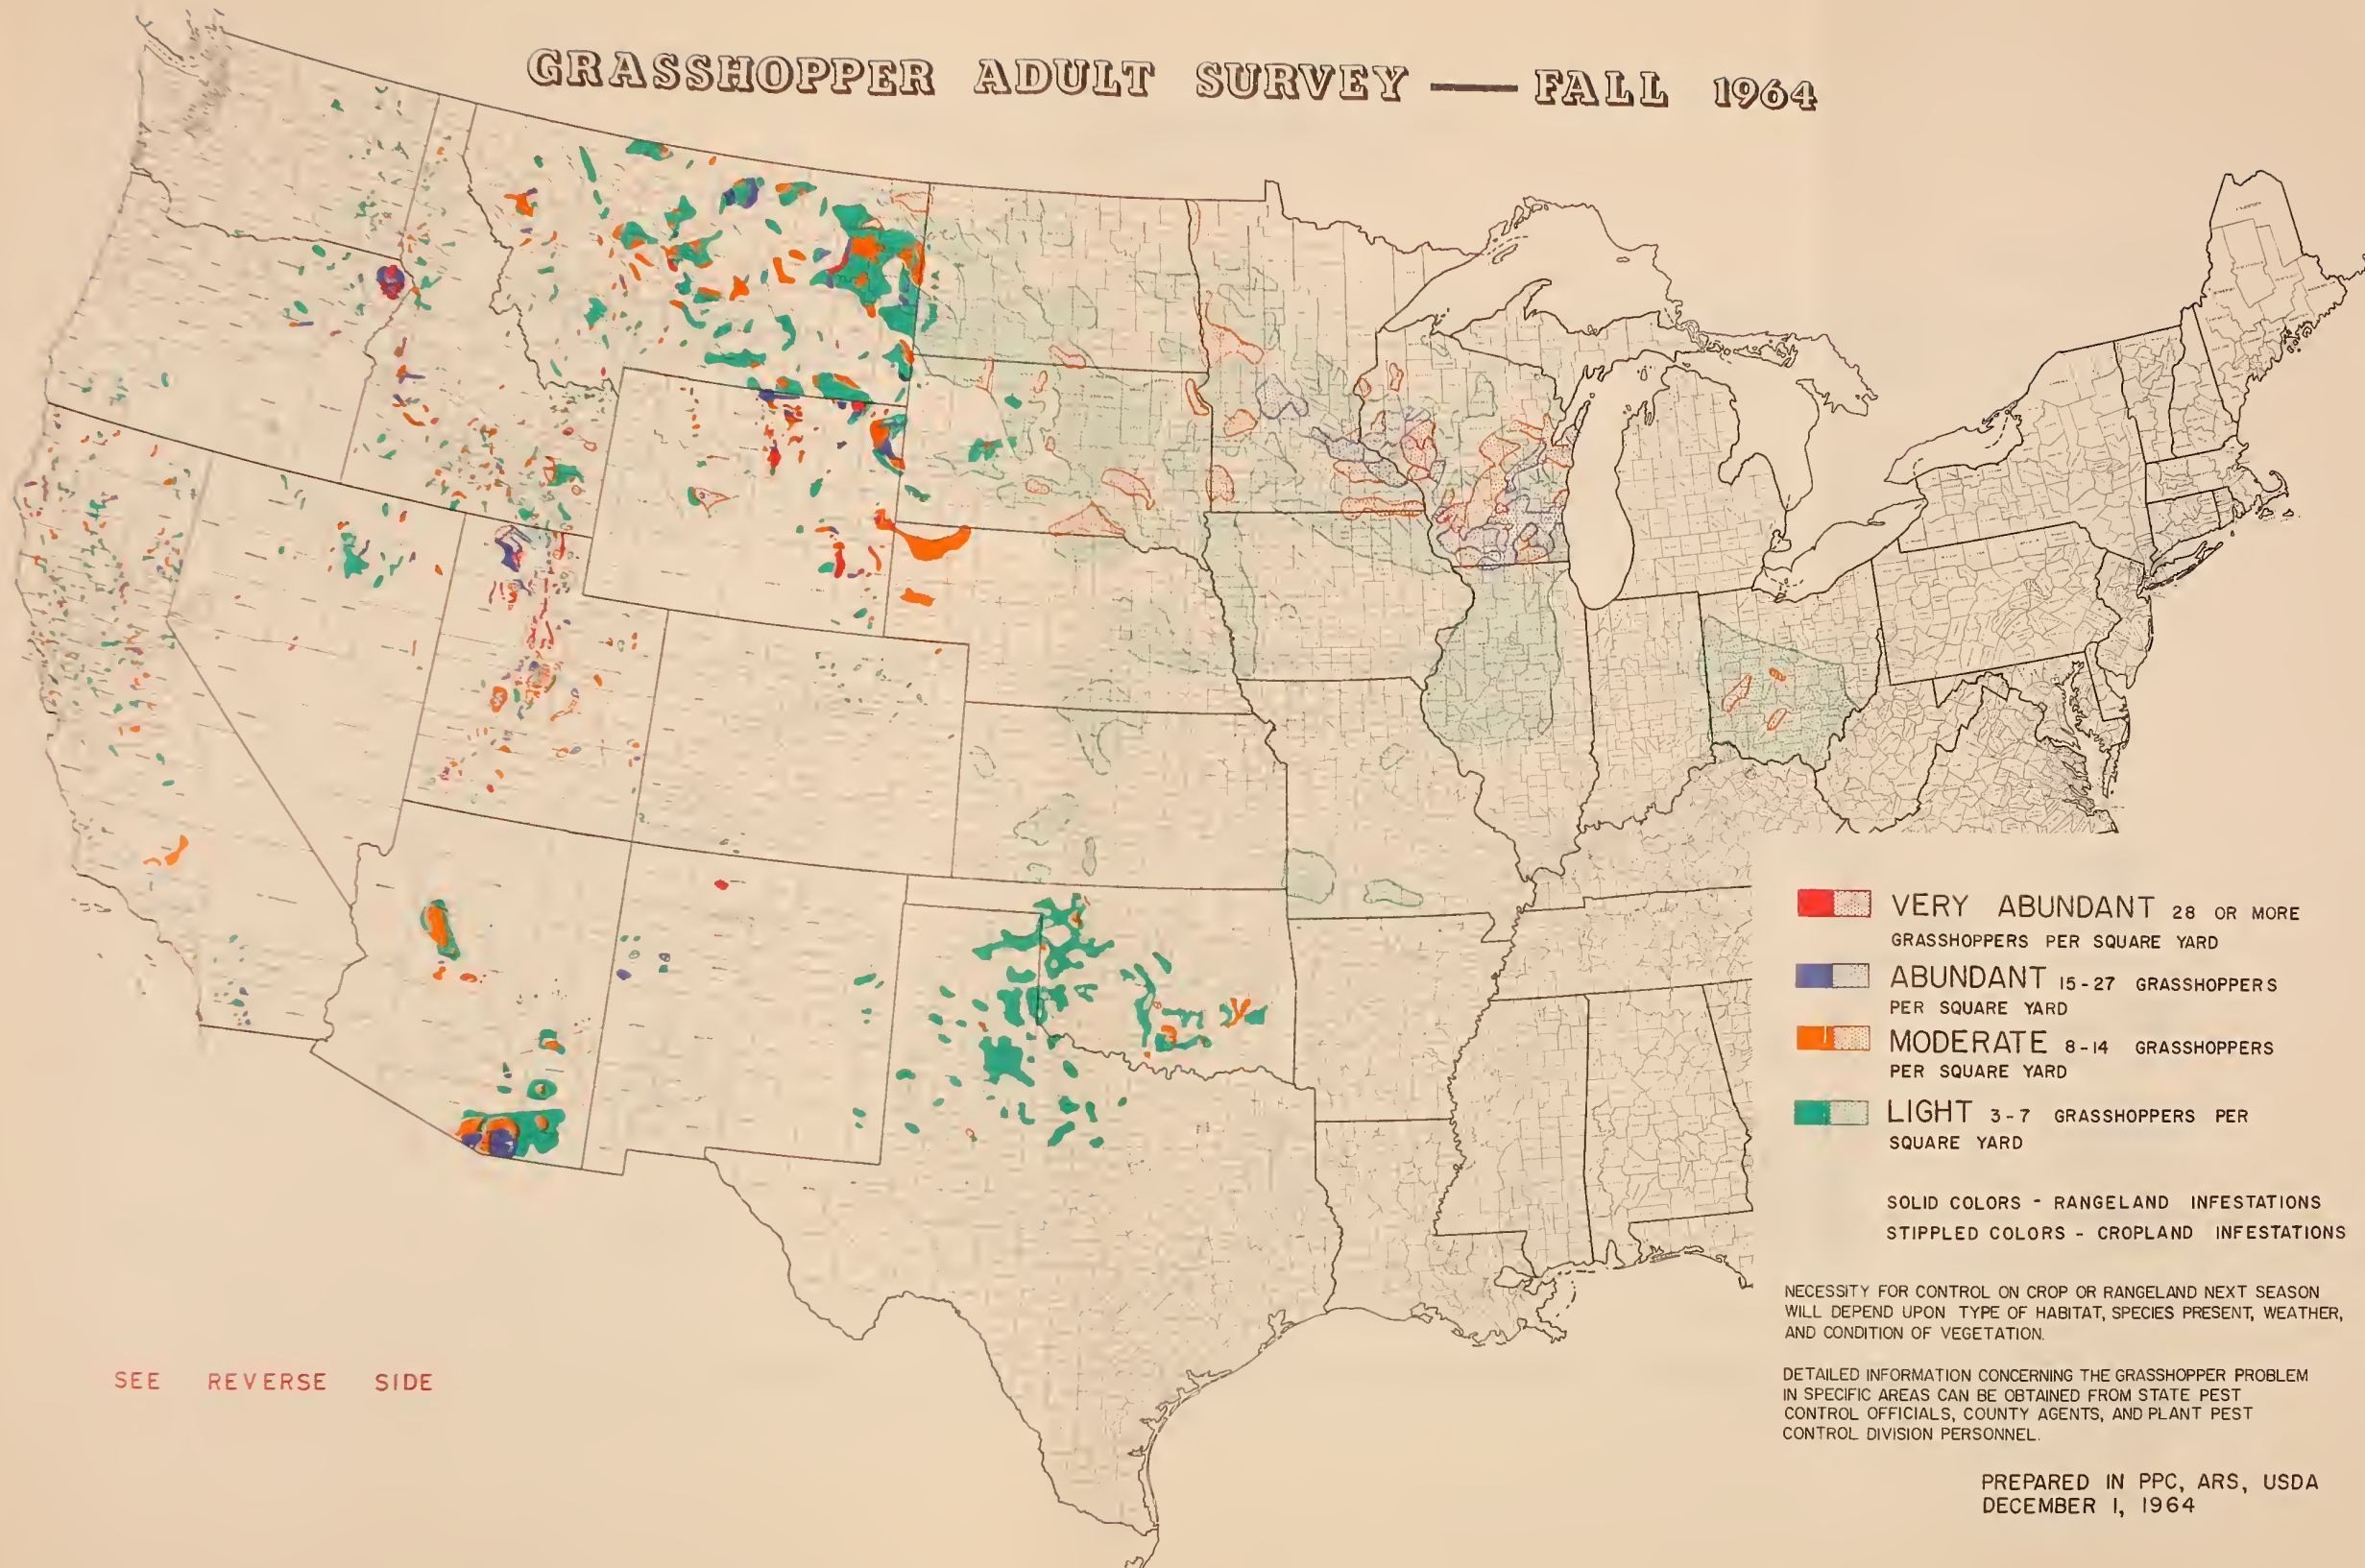 GRASSHOPPER ADULT SURVEY — FALL 1964
VERY ABUNDANT 28 OR MORE
GRASSHOPPERS PER SQUARE YARD
ABUNDANT 15-27 GRASSHOPPERS
PER SQUARE YARD
MODERATE 8-14 GRASSHOPPERS
PER SQUARE YARD
LIGHT 3-7 GRASSHOPPERS PER
SQUARE YARD
SOLID COLORS - RANGELAND INFESTATIONS
STIPPLED COLORS - CROPLAND INFESTATIONS
NECESSITY FOR CONTROL ON CROP OR RANGELAND NEXT SEASON
WILL DEPEND UPON TYPE OF HABITAT, SPECIES PRESENT, WEATHER,
AND CONDITION OF VEGETATION.
DETAILED INFORMATION CONCERNING THE GRASSHOPPER PROBLEM
IN SPECIFIC AREAS CAN BE OBTAINED FROM STATE PEST
CONTROL OFFICIALS, COUNTY AGENTS, AND PLANT PEST
CONTROL DIVISION PERSONNEL.
SEE REVERSE SIDE
PREPARED IN PPC, ARS, USDA
DECEMBER 1, 1964